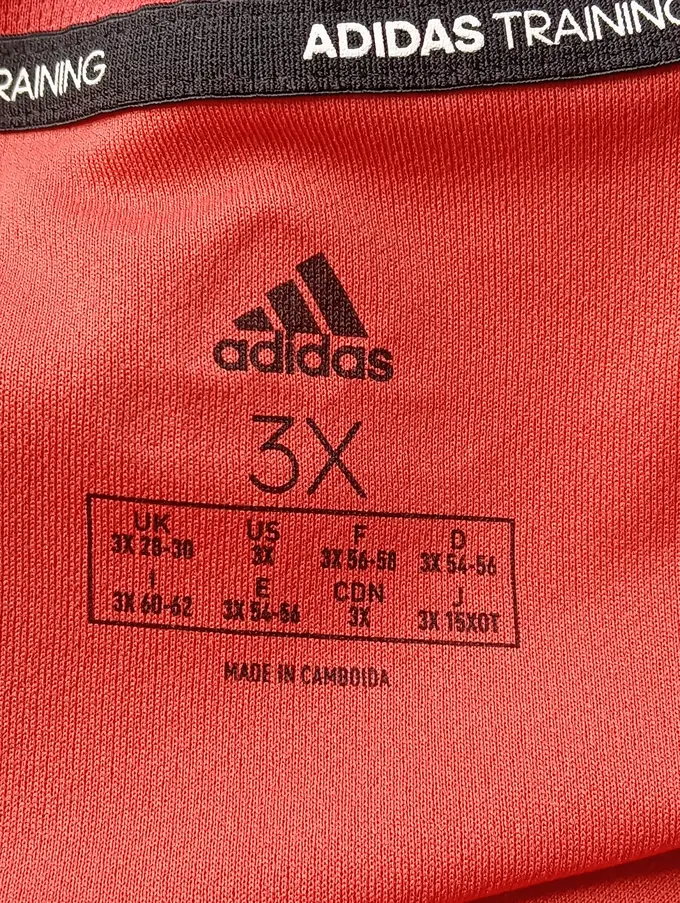 ADIDAS TRAINING
RAINING
adidas
3X
UK US F D
3X 28-30 3X 3X 56-58 3X 54-56
I E CDN J
3X 60-62 3X 54-56 3X 3X 15XOT
MADE IN CAMBOIDA